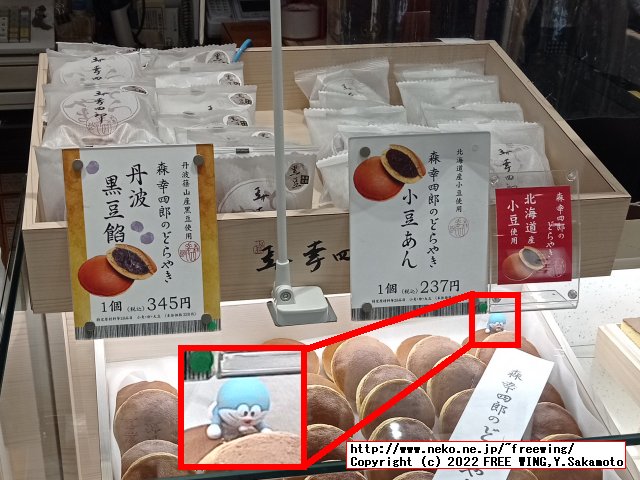 丹波篠山産黒豆使用
森幸四郎のどらやき
丹波
黒豆餡
1個 (税込) 345円
北海道産小豆使用
森幸四郎のどらやき
小豆あん
1個 (税込) 237円
森幸四郎の
どらやき
北海道産
小豆使用
森幸四郎のど
http://www.neko.ne.jp/~freewing/
Copyright (c) 2022 FREE WING,Y.Sakamoto